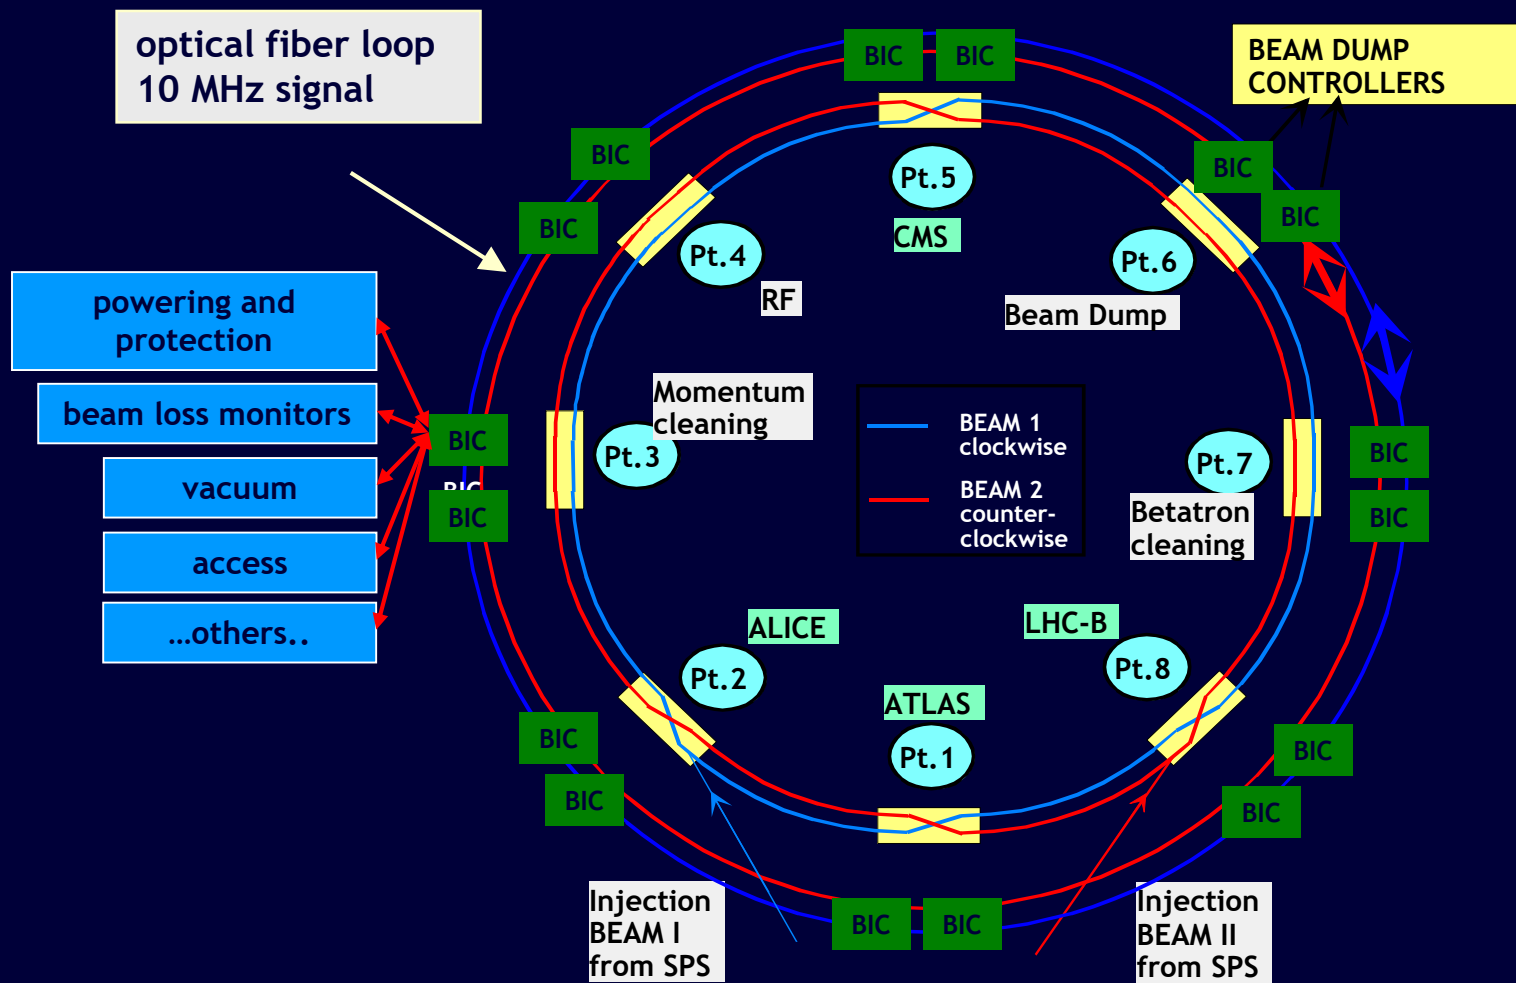 optical fiber loop
10 MHz signal
BIC
BIC
BEAM DUMP
CONTROLLERS
BIC
BIC
BIC
BIC
Pt.5
CMS
Pt.4
RF
Pt.6
Beam Dump
powering and
protection
beam loss monitors
vacuum
access
...others..
BIC
BIC
BIC
Momentum
cleaning
Pt.3
BEAM 1
clockwise
BEAM 2
counter-
clockwise
Pt.7
Betatron
cleaning
BIC
BIC
ALICE
Pt.2
LHC-B
Pt.8
ATLAS
Pt.1
BIC
BIC
BIC
BIC
Injection
BEAM I
from SPS
BIC
BIC
Injection
BEAM II
from SPS